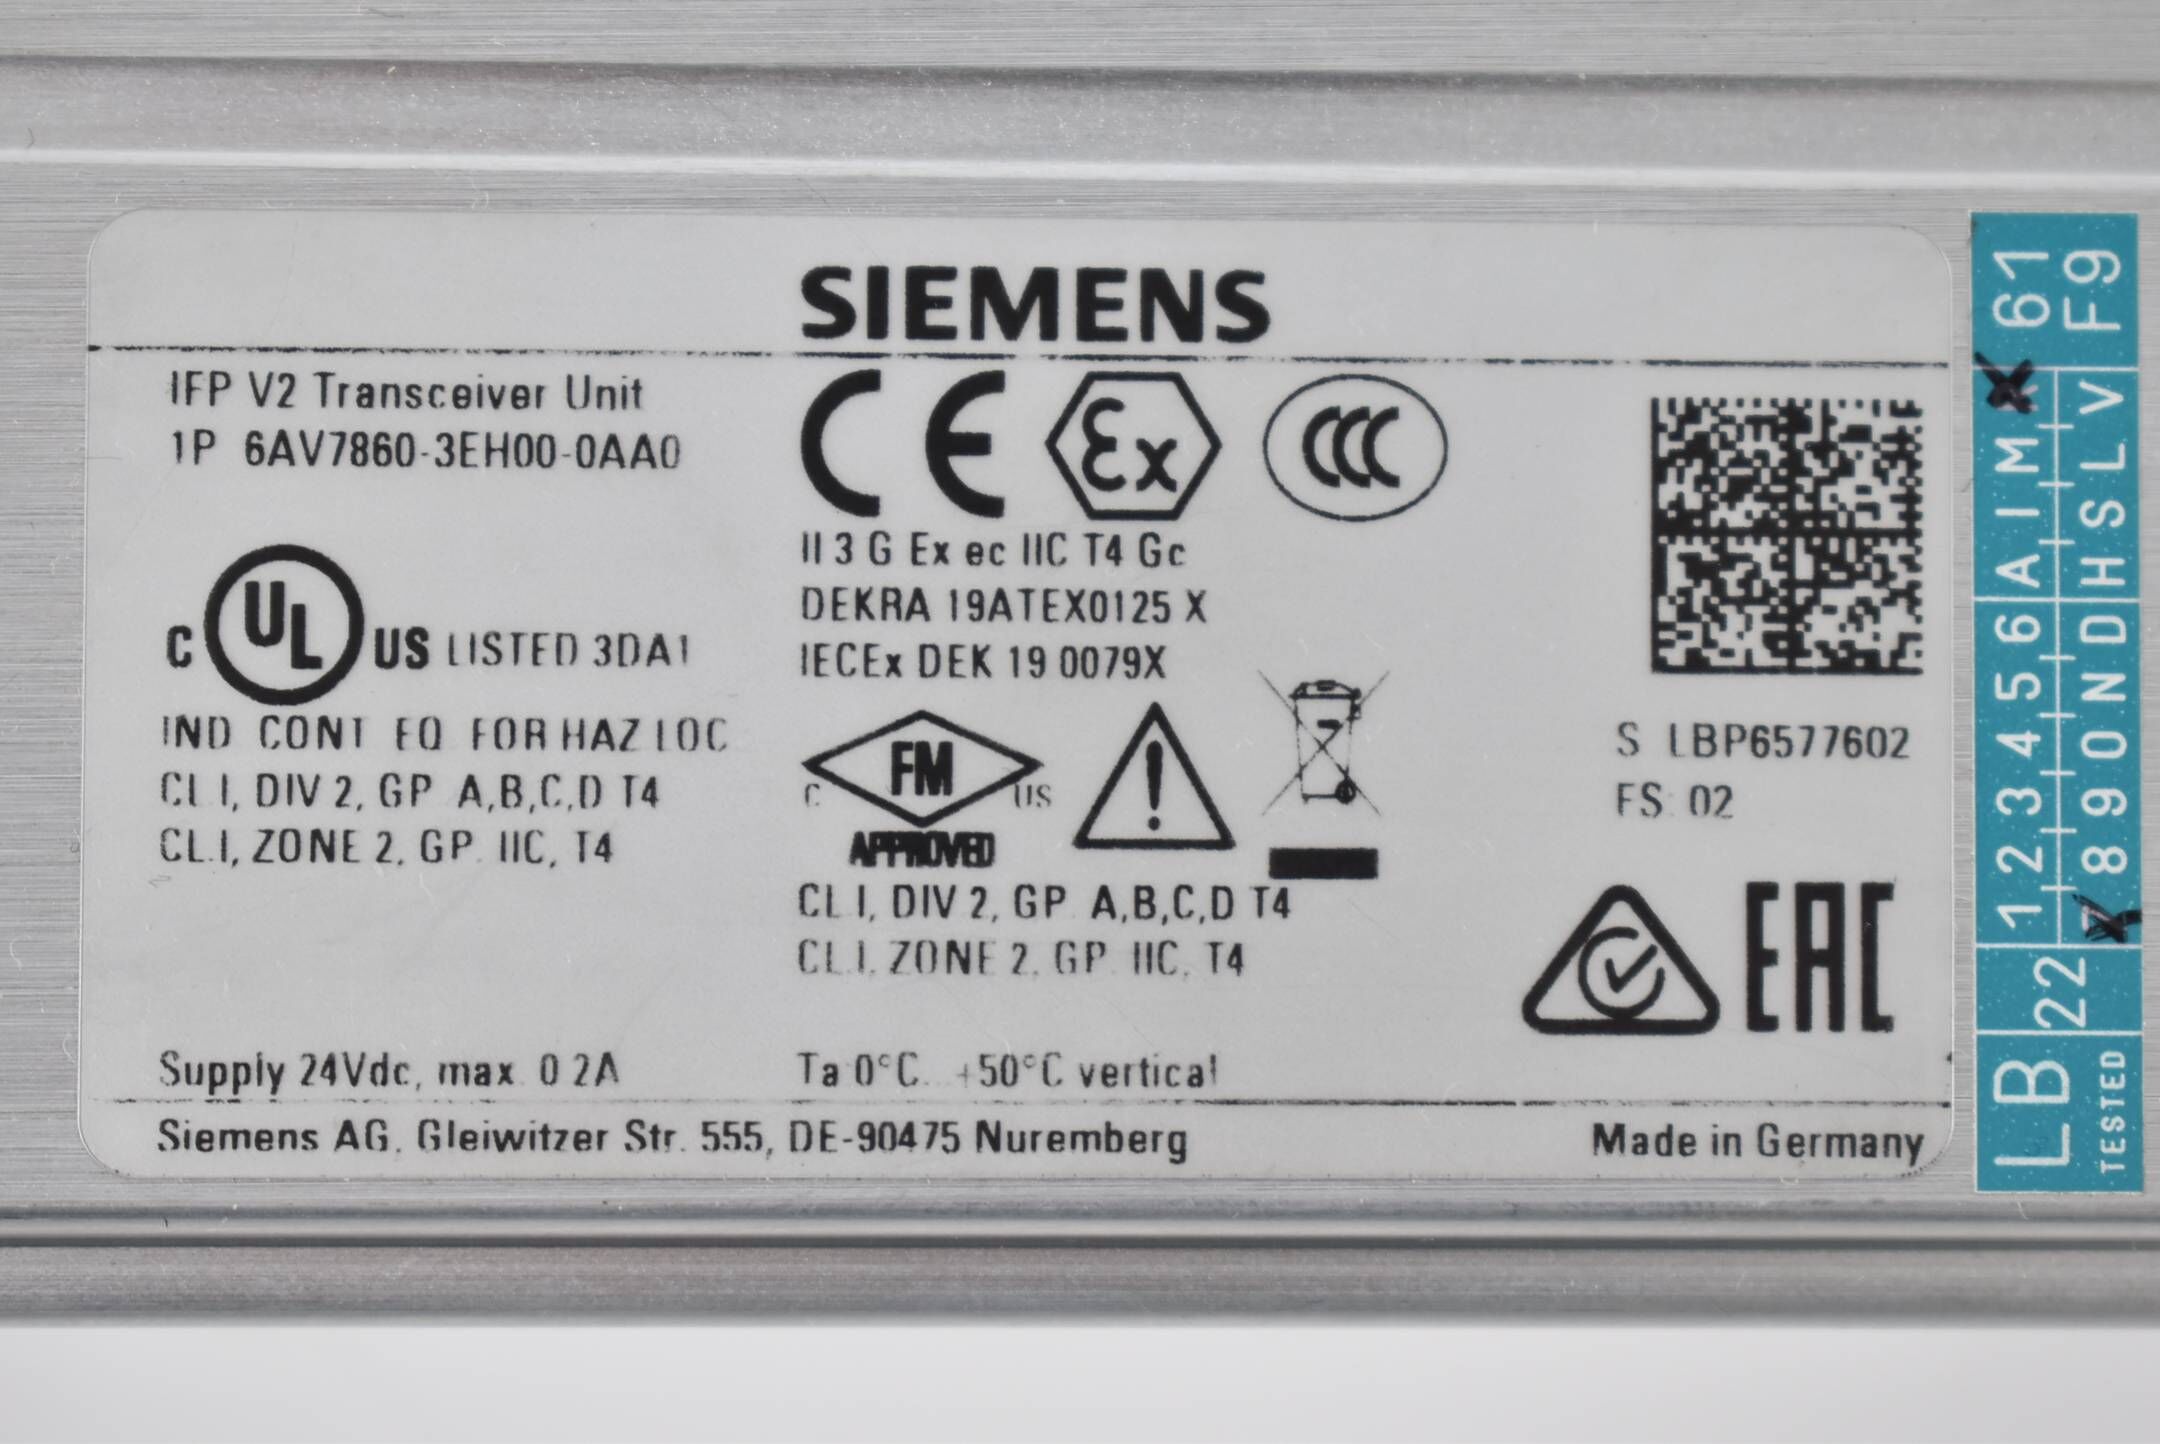 SIEMENS
IFP V2 Transceiver Unit
1P 6AV7860-3EH00-0AA0
CE Ex CCC
II 3 G Ex ec IIC T4 Gc
DEKRA 19ATEX0125 X
IECEx DEK 19 0079X
C UL US LISTED 3DA1
IND CONT EQ FOR HAZ LOC
CL I, DIV 2, GP A,B,C,D T4
CL.I, ZONE 2, GP. IIC, T4
C FM US
APPROVED
CL I, DIV 2, GP A,B,C,D T4
CL.I, ZONE 2, GP IIC, T4
S LBP6577602
FS: 02
EAC
Supply 24Vdc, max 0 2A
Ta 0°C. +50°C vertical
Siemens AG, Gleiwitzer Str. 555, DE-90475 Nuremberg
Made in Germany
LB 22 1 2 3 4 5 6 A I M 61
TESTED 7 8 9 0 N D H S L V F9